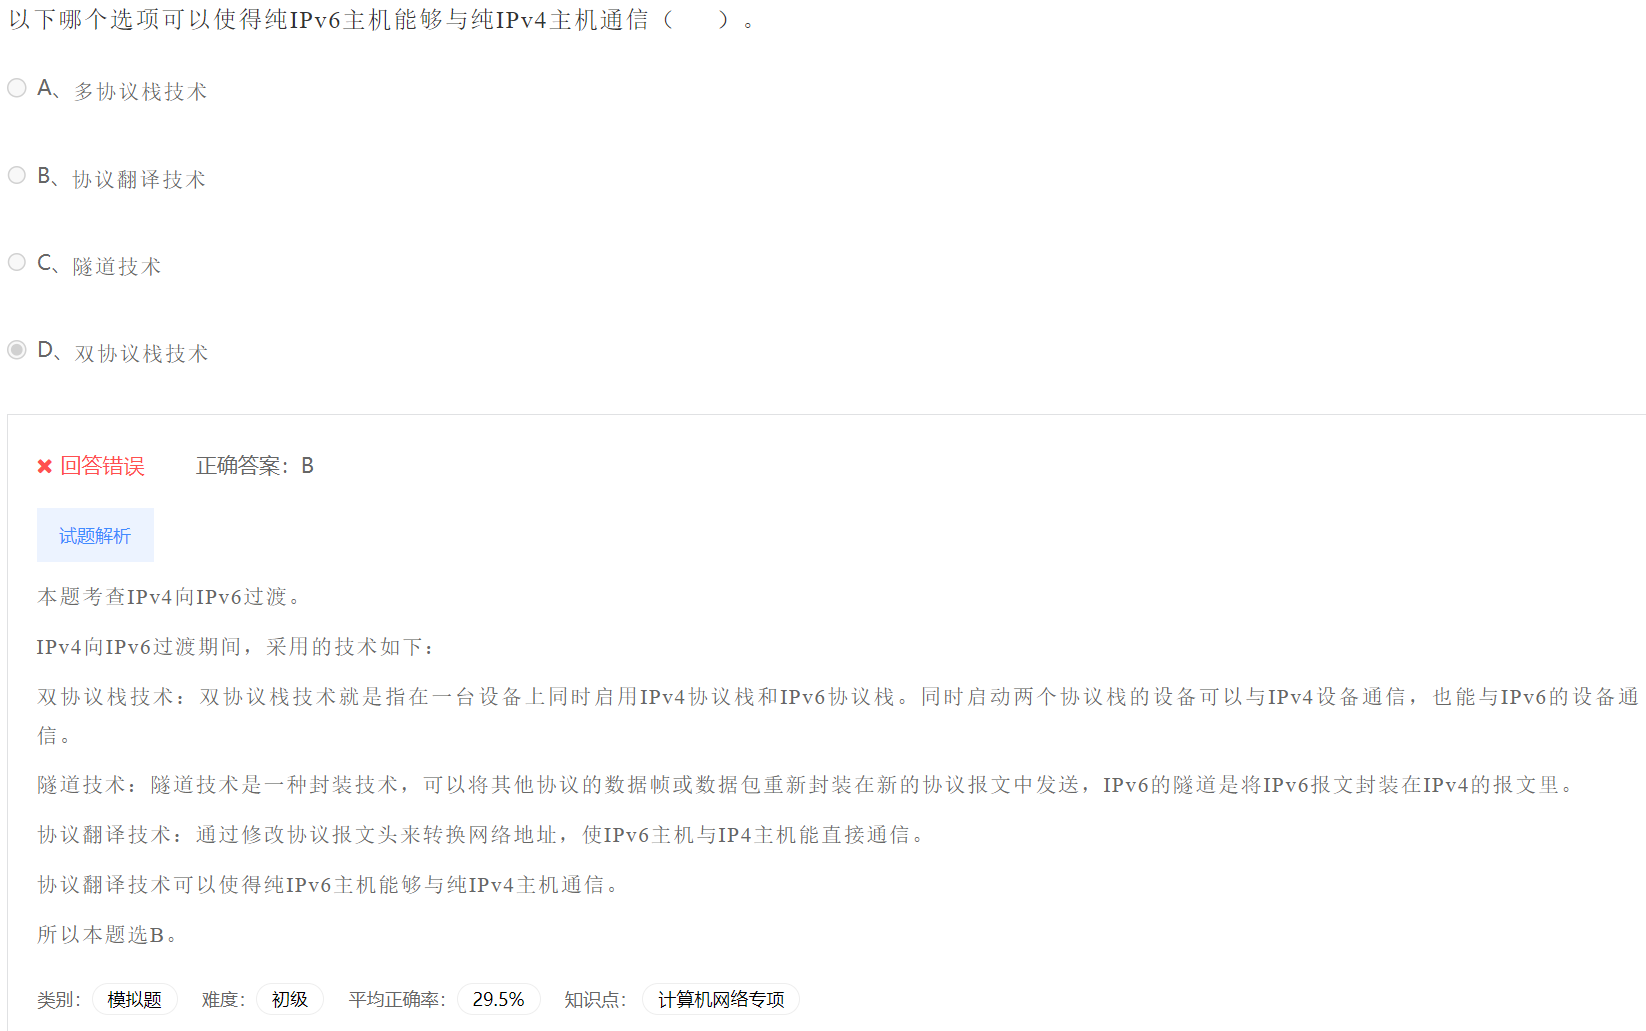 以下哪个选项可以使得纯IPv6主机能够与纯IPv4主机通信（　　）。
A、多协议栈技术
B、协议翻译技术
C、隧道技术
D、双协议栈技术
回答错误 正确答案：B
试题解析
本题考查IPv4向IPv6过渡。
IPv4向IPv6过渡期间，采用的技术如下：
双协议栈技术：双协议栈技术就是指在一台设备上同时启用IPv4协议栈和IPv6协议栈。同时启动两个协议栈的设备可以与IPv4设备通信，也能与IPv6的设备通
信。
隧道技术：隧道技术是一种封装技术，可以将其他协议的数据帧或数据包重新封装在新的协议报文中发送，IPv6的隧道是将IPv6报文封装在IPv4的报文里。
协议翻译技术：通过修改协议报文头来转换网络地址，使IPv6主机与IP4主机能直接通信。
协议翻译技术可以使得纯IPv6主机能够与纯IPv4主机通信。
所以本题选B。
类别： 模拟题 难度： 初级 平均正确率： 29.5% 知识点： 计算机网络专项